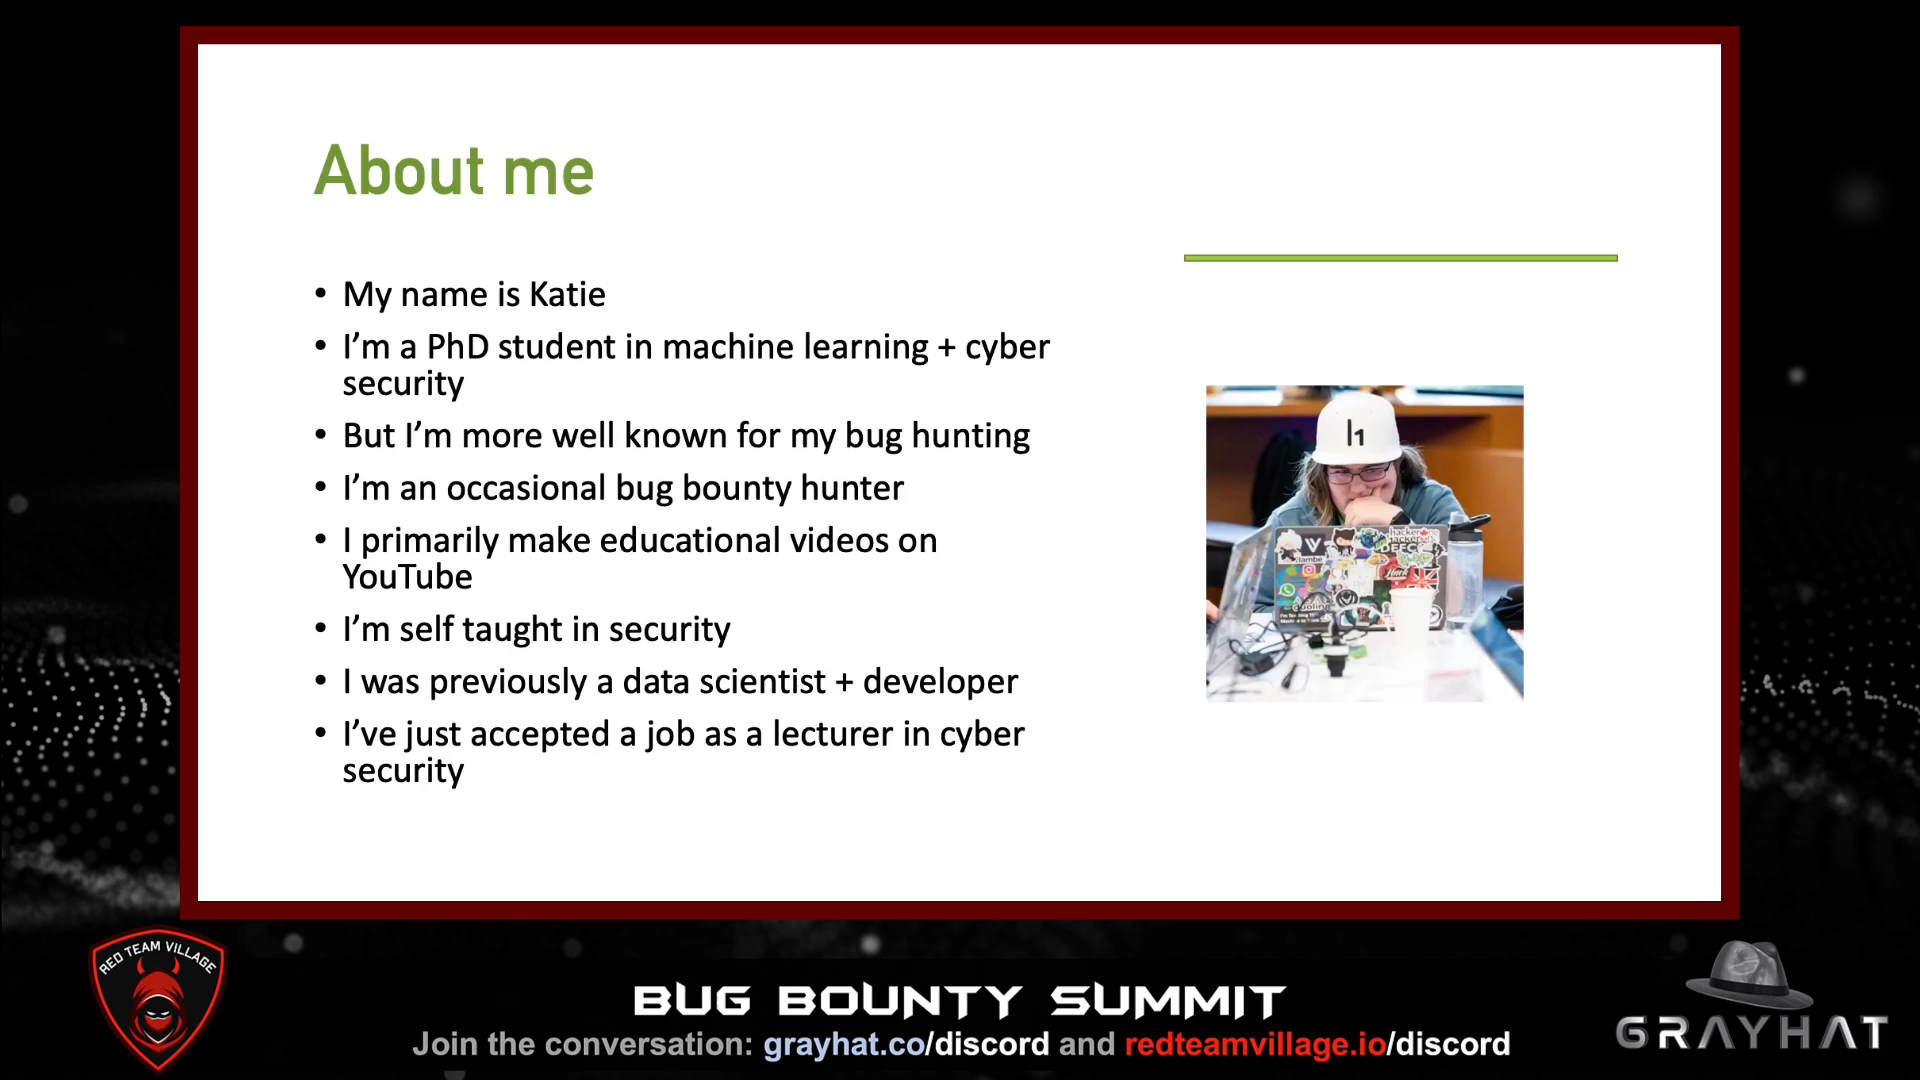 About me
• My name is Katie
• I'm a PhD student in machine learning + cyber
security
• But I'm more well known for my bug hunting
• I'm an occasional bug bounty hunter
• I primarily make educational videos on
YouTube
• I'm self taught in security
• I was previously a data scientist + developer
• I've just accepted a job as a lecturer in cyber
security
l1
hackerone
DEFC
RED TEAM VILLAGE
BUG BOUNTY SUMMIT
Join the conversation: grayhat.co/discord and redteamvillage.io/discord
GRAYHAT